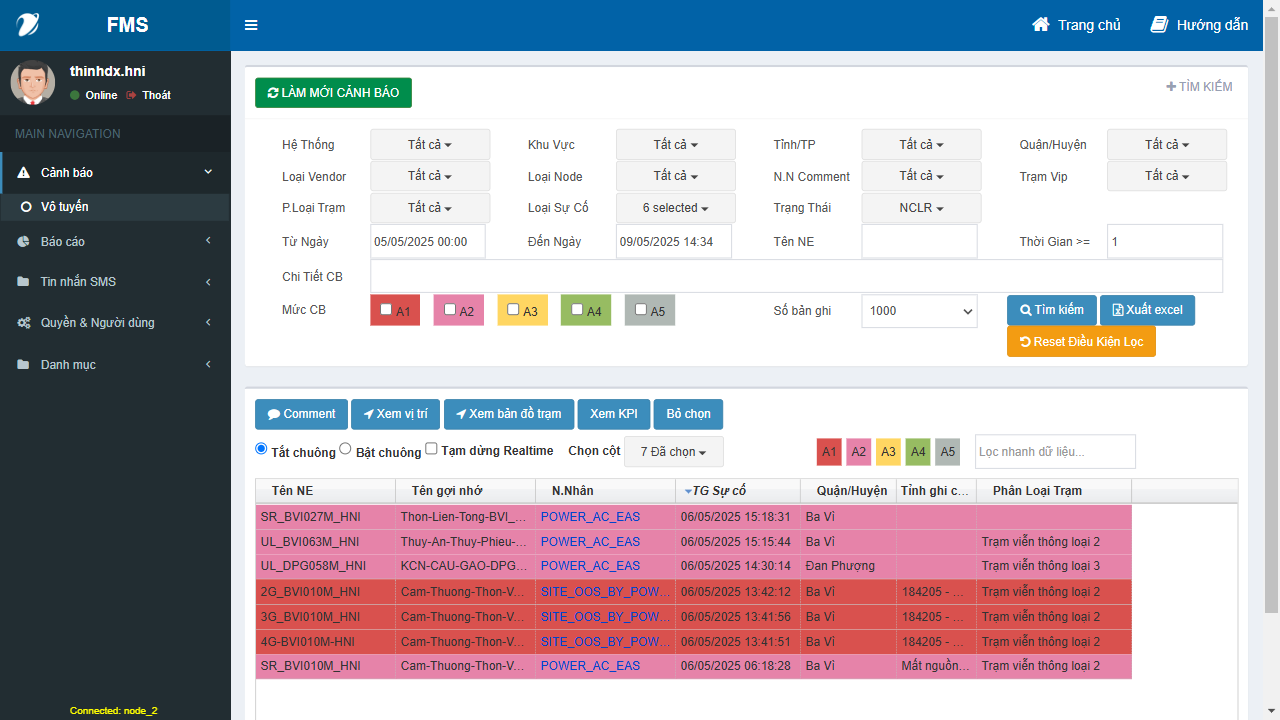 FMS
Trang chủ
Hướng dẫn
thinhdx.hni
Online Thoát
MAIN NAVIGATION
Cảnh báo
Vô tuyến
Báo cáo
Tin nhắn SMS
Quyền & Người dùng
Danh mục
Connected: node_2
LÀM MỚI CẢNH BÁO
TÌM KIẾM
Hệ Thống Tất cả Khu Vực Tất cả Tỉnh/TP Tất cả Quận/Huyện Tất cả
Loại Vendor Tất cả Loại Node Tất cả N.N Comment Tất cả Trạm Vip Tất cả
P.Loại Trạm Tất cả Loại Sự Cố 6 selected Trạng Thái NCLR
Từ Ngày 05/05/2025 00:00 Đến Ngày 09/05/2025 14:34 Tên NE Thời Gian >= 1
Chi Tiết CB
Mức CB A1 A2 A3 A4 A5 Số bản ghi 1000 Tìm kiếm Xuất excel
Reset Điều Kiện Lọc
Comment Xem vị trí Xem bản đồ trạm Xem KPI Bỏ chọn
Tắt chuông Bật chuông Tạm dừng Realtime Chọn cột 7 Đã chọn A1 A2 A3 A4 A5 Lọc nhanh dữ liệu...
Tên NE Tên gợi nhớ N.Nhân TG Sự cố Quận/Huyện Tỉnh ghi c... Phân Loại Trạm
SR_BVI027M_HNI Thon-Lien-Tong-BVI_... POWER_AC_EAS 06/05/2025 15:18:31 Ba Vì
UL_BVI063M_HNI Thuy-An-Thuy-Phieu-... POWER_AC_EAS 06/05/2025 15:15:44 Ba Vì Trạm viễn thông loại 2
UL_DPG058M_HNI KCN-CAU-GAO-DPG... POWER_AC_EAS 06/05/2025 14:30:14 Đan Phượng Trạm viễn thông loại 3
2G_BVI010M_HNI Cam-Thuong-Thon-V... SITE_OOS_BY_POW... 06/05/2025 13:42:12 Ba Vì 184205 - ... Trạm viễn thông loại 2
3G_BVI010M_HNI Cam-Thuong-Thon-V... SITE_OOS_BY_POW... 06/05/2025 13:41:56 Ba Vì 184205 - ... Trạm viễn thông loại 2
4G-BVI010M-HNI Cam-Thuong-Thon-V... SITE_OOS_BY_POW... 06/05/2025 13:41:51 Ba Vì 184205 - ... Trạm viễn thông loại 2
SR_BVI010M_HNI Cam-Thuong-Thon-V... POWER_AC_EAS 06/05/2025 06:18:28 Ba Vì Mất nguồn... Trạm viễn thông loại 2